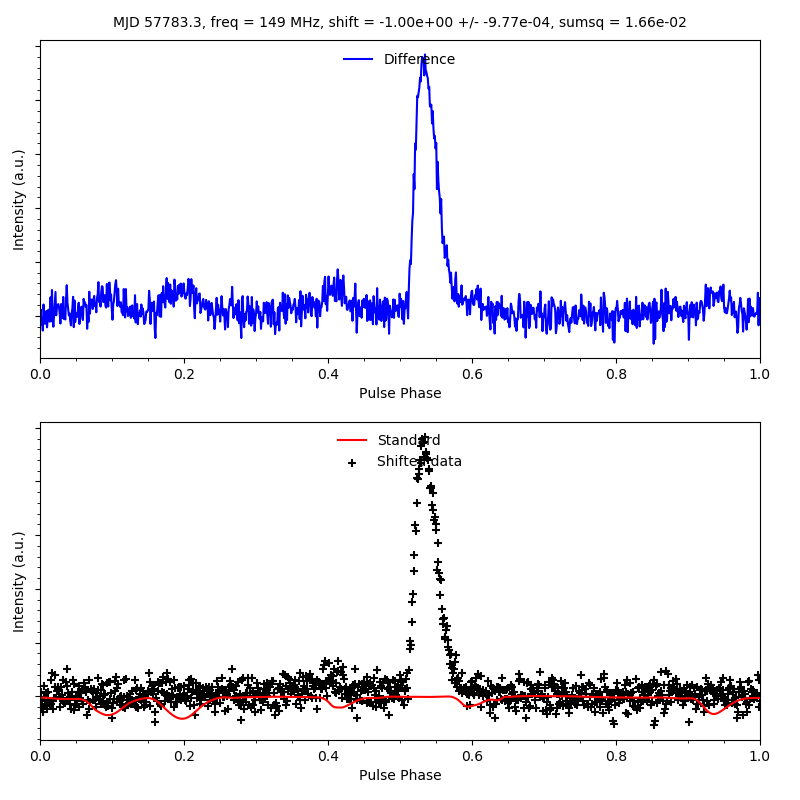 MJD 57783.3, freq = 149 MHz, shift = -1.00e+00 +/- -9.77e-04, sumsq = 1.66e-02
Difference
Intensity (a.u.)
0.0 0.2 0.4 0.6 0.8 1.0
Pulse Phase
Standard
Shifted data
Intensity (a.u.)
0.0 0.2 0.4 0.6 0.8 1.0
Pulse Phase